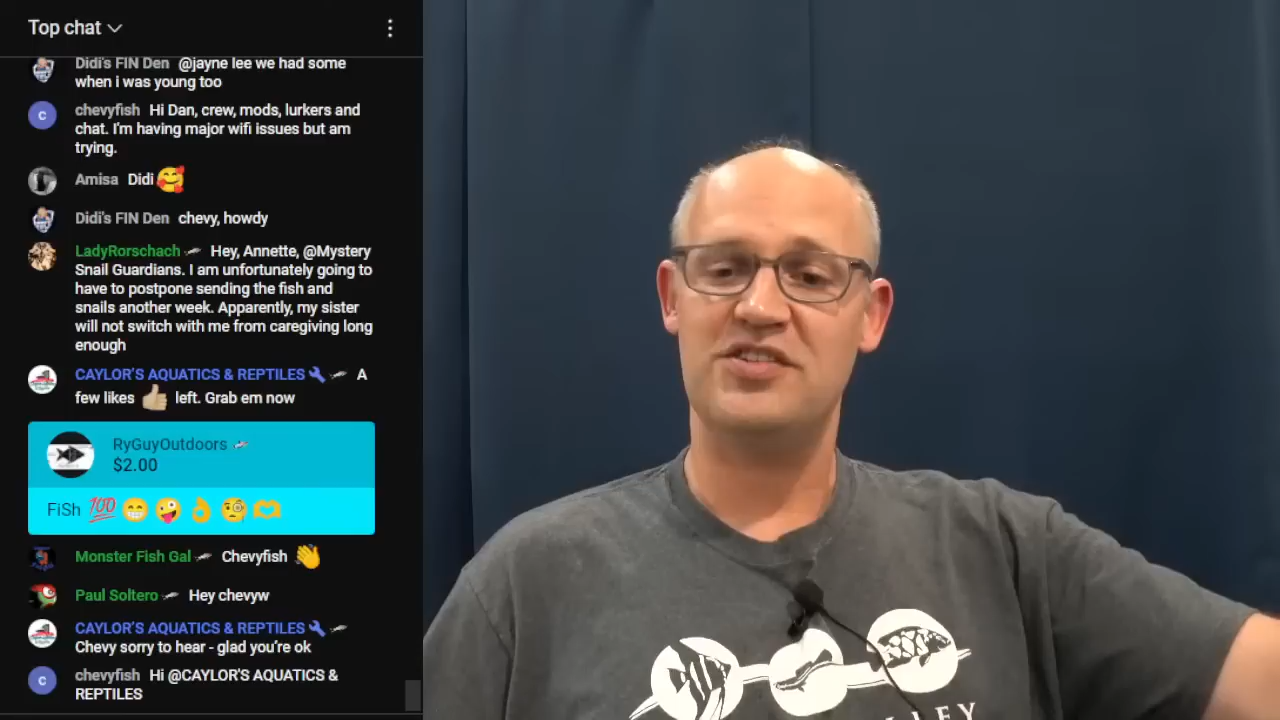 Top chat
Didi's FIN Den @jayne lee we had some
when i was young too
C
chevyfish Hi Dan, crew, mods, lurkers and
chat. I'm having major wifi issues but am
trying.
Amisa Didi 🥰
Didi's FIN Den chevy, howdy
LadyRorschach Hey, Annette, @Mystery
Snail Guardians. I am unfortunately going to
have to postpone sending the fish and
snails another week. Apparently, my sister
will not switch with me from caregiving long
enough
CAYLOR'S AQUATICS & REPTILES 🔧 A
few likes 👍🏼 left. Grab em now
RyGuyOutdoors
$2.00
FiSh 💯😁🤪👌🧐🫶
Monster Fish Gal Chevyfish 👋
Paul Soltero Hey chevyw
CAYLOR'S AQUATICS & REPTILES 🔧
Chevy sorry to hear - glad you're ok
C
chevyfish Hi @CAYLOR'S AQUATICS &
REPTILES
LLEY